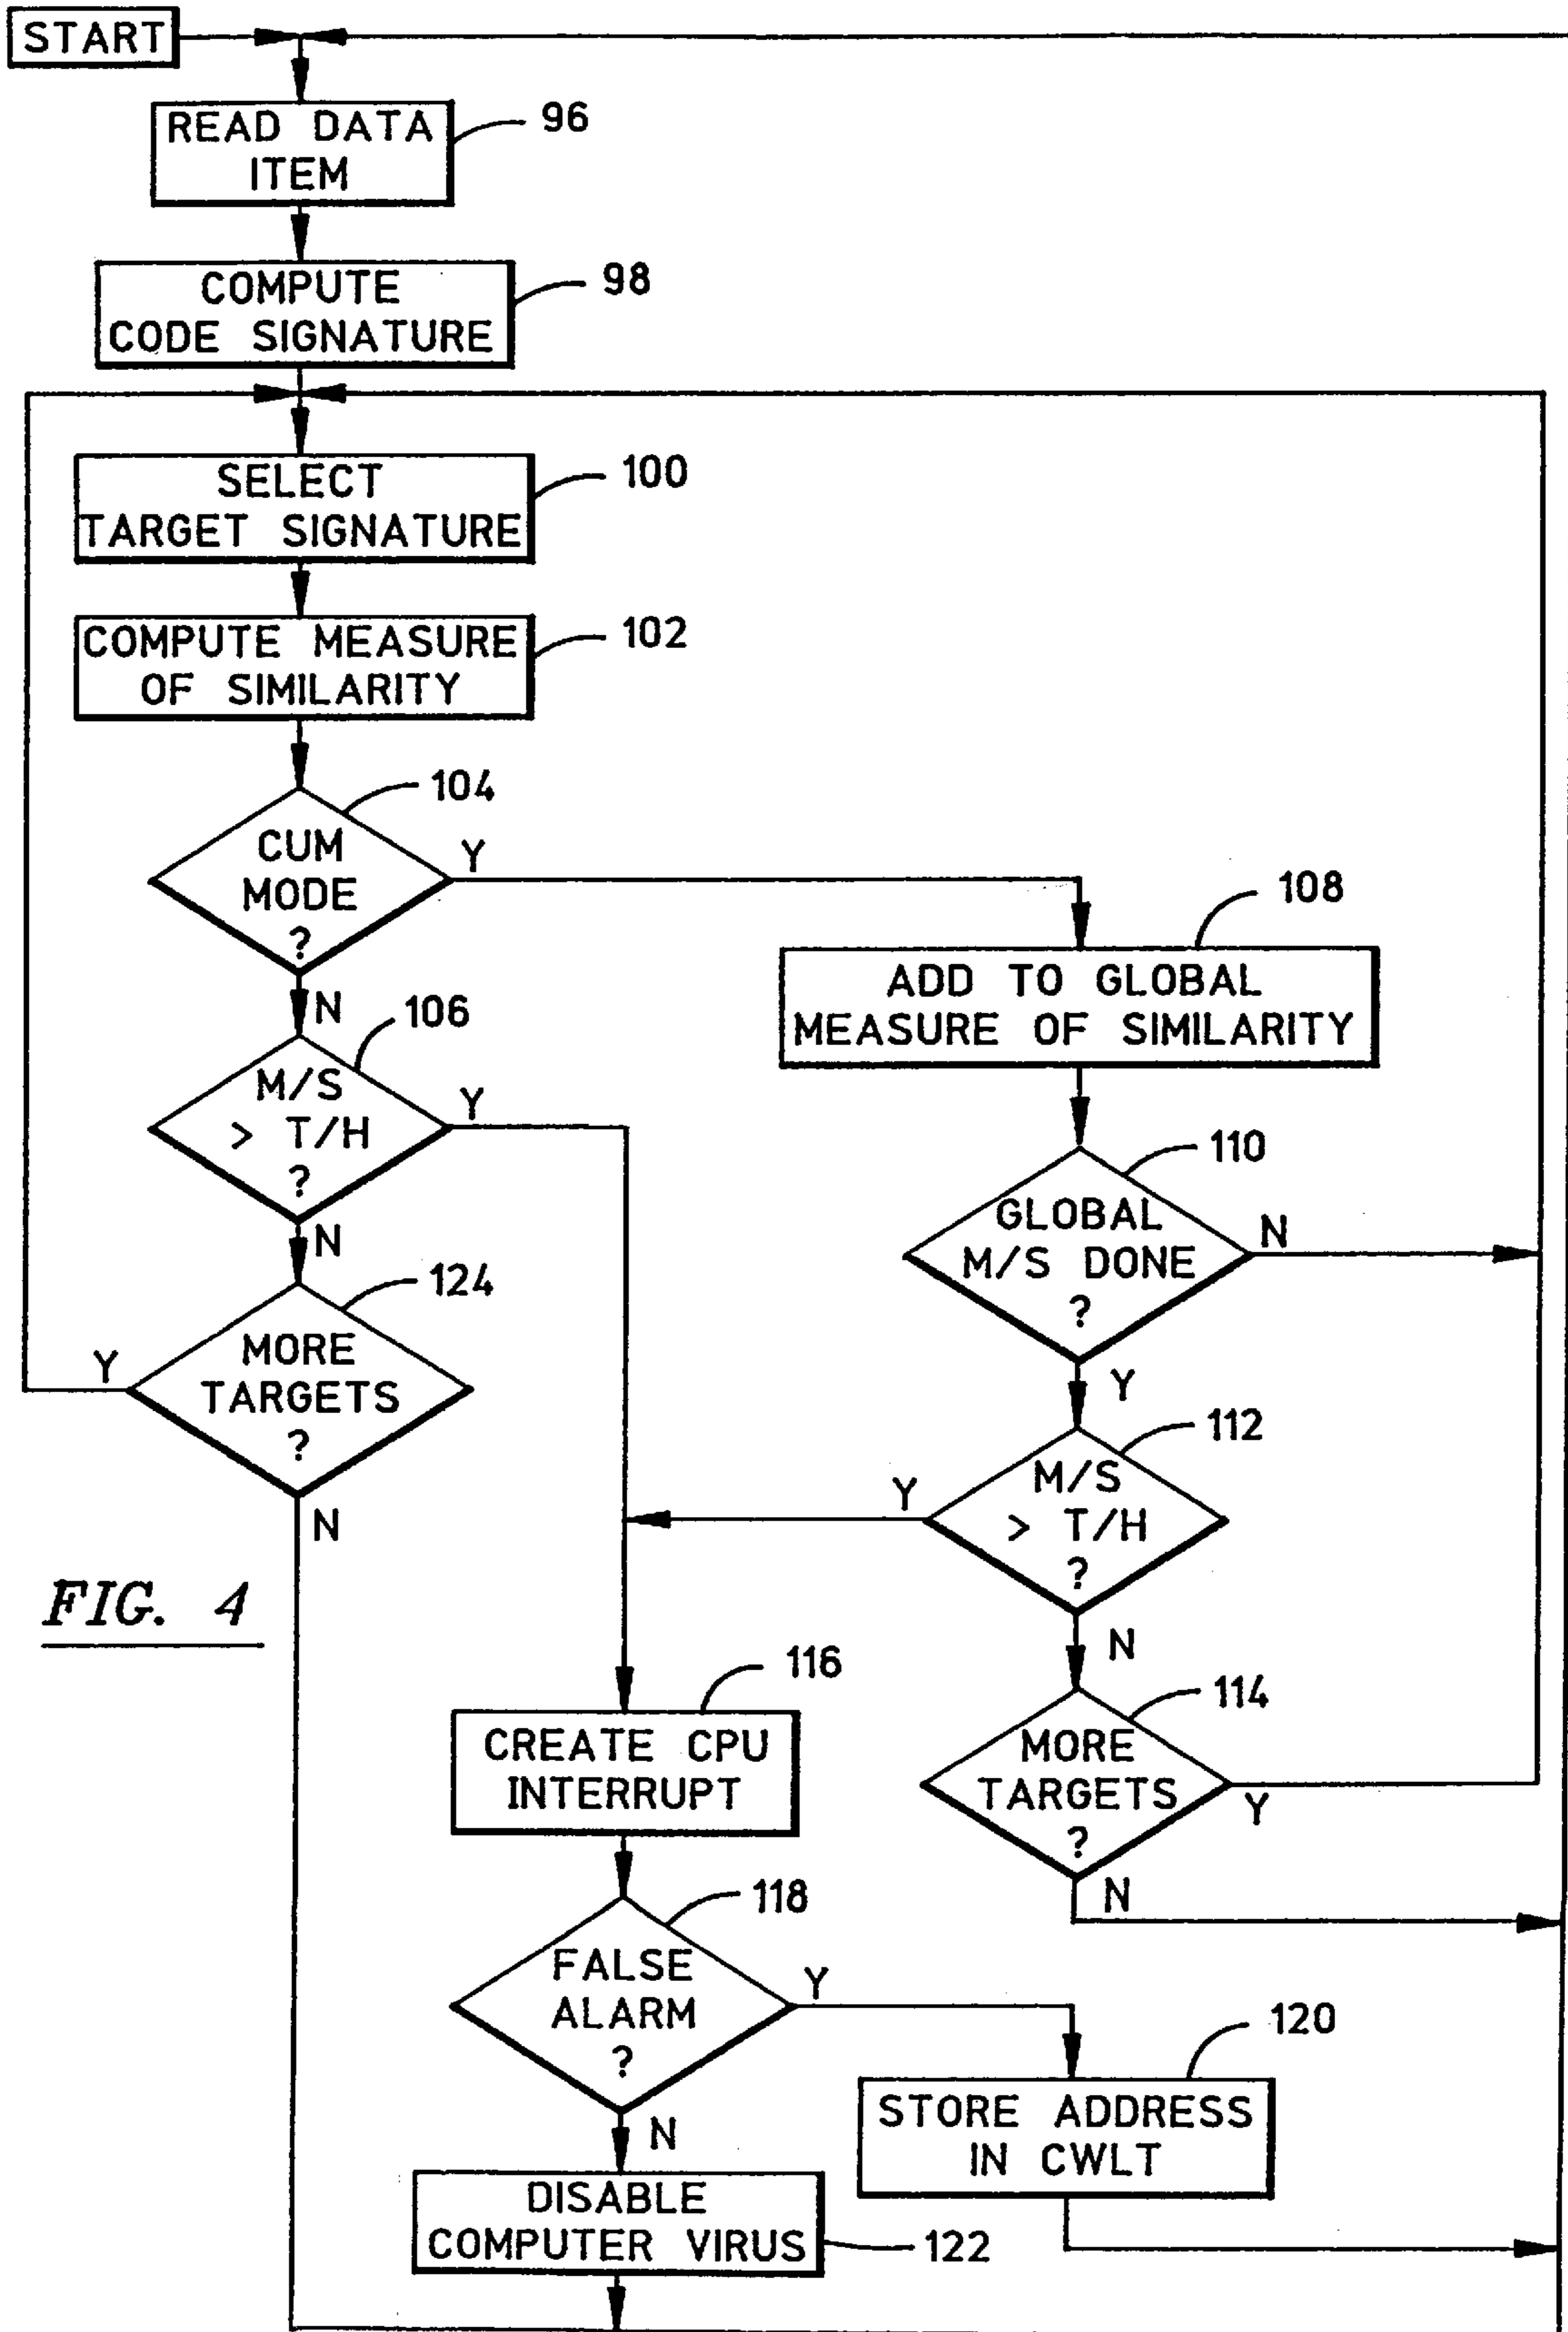 START
READ DATA
ITEM
96
COMPUTE
CODE SIGNATURE
98
SELECT
TARGET SIGNATURE
100
COMPUTE MEASURE
OF SIMILARITY
102
CUM
MODE
?
104
Y
N
ADD TO GLOBAL
MEASURE OF SIMILARITY
108
M/S
> T/H
?
106
Y
N
GLOBAL
M/S DONE
?
110
N
Y
MORE
TARGETS
?
124
Y
N
M/S
> T/H
?
112
Y
N
FIG. 4
MORE
TARGETS
?
114
Y
N
CREATE CPU
INTERRUPT
116
FALSE
ALARM
?
118
Y
N
STORE ADDRESS
IN CWLT
120
DISABLE
COMPUTER VIRUS
122